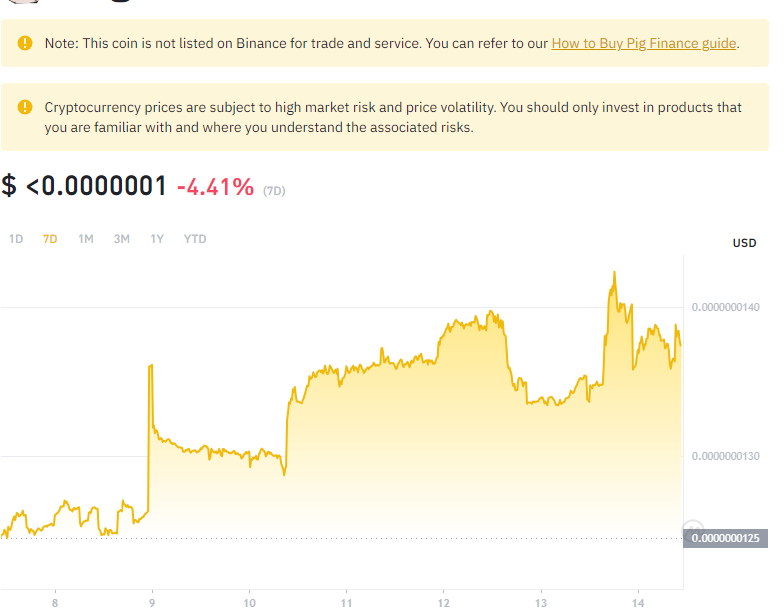 Note: This coin is not listed on Binance for trade and service. You can refer to our How to Buy Pig Finance guide.
Cryptocurrency prices are subject to high market risk and price volatility. You should only invest in products that
you are familiar with and where you understand the associated risks.
$ <0.0000001 -4.41% (7D)
1D 7D 1M 3M 1Y YTD
USD
0.0000000140
0.0000000130
0.0000000125
8 9 10 11 12 13 14